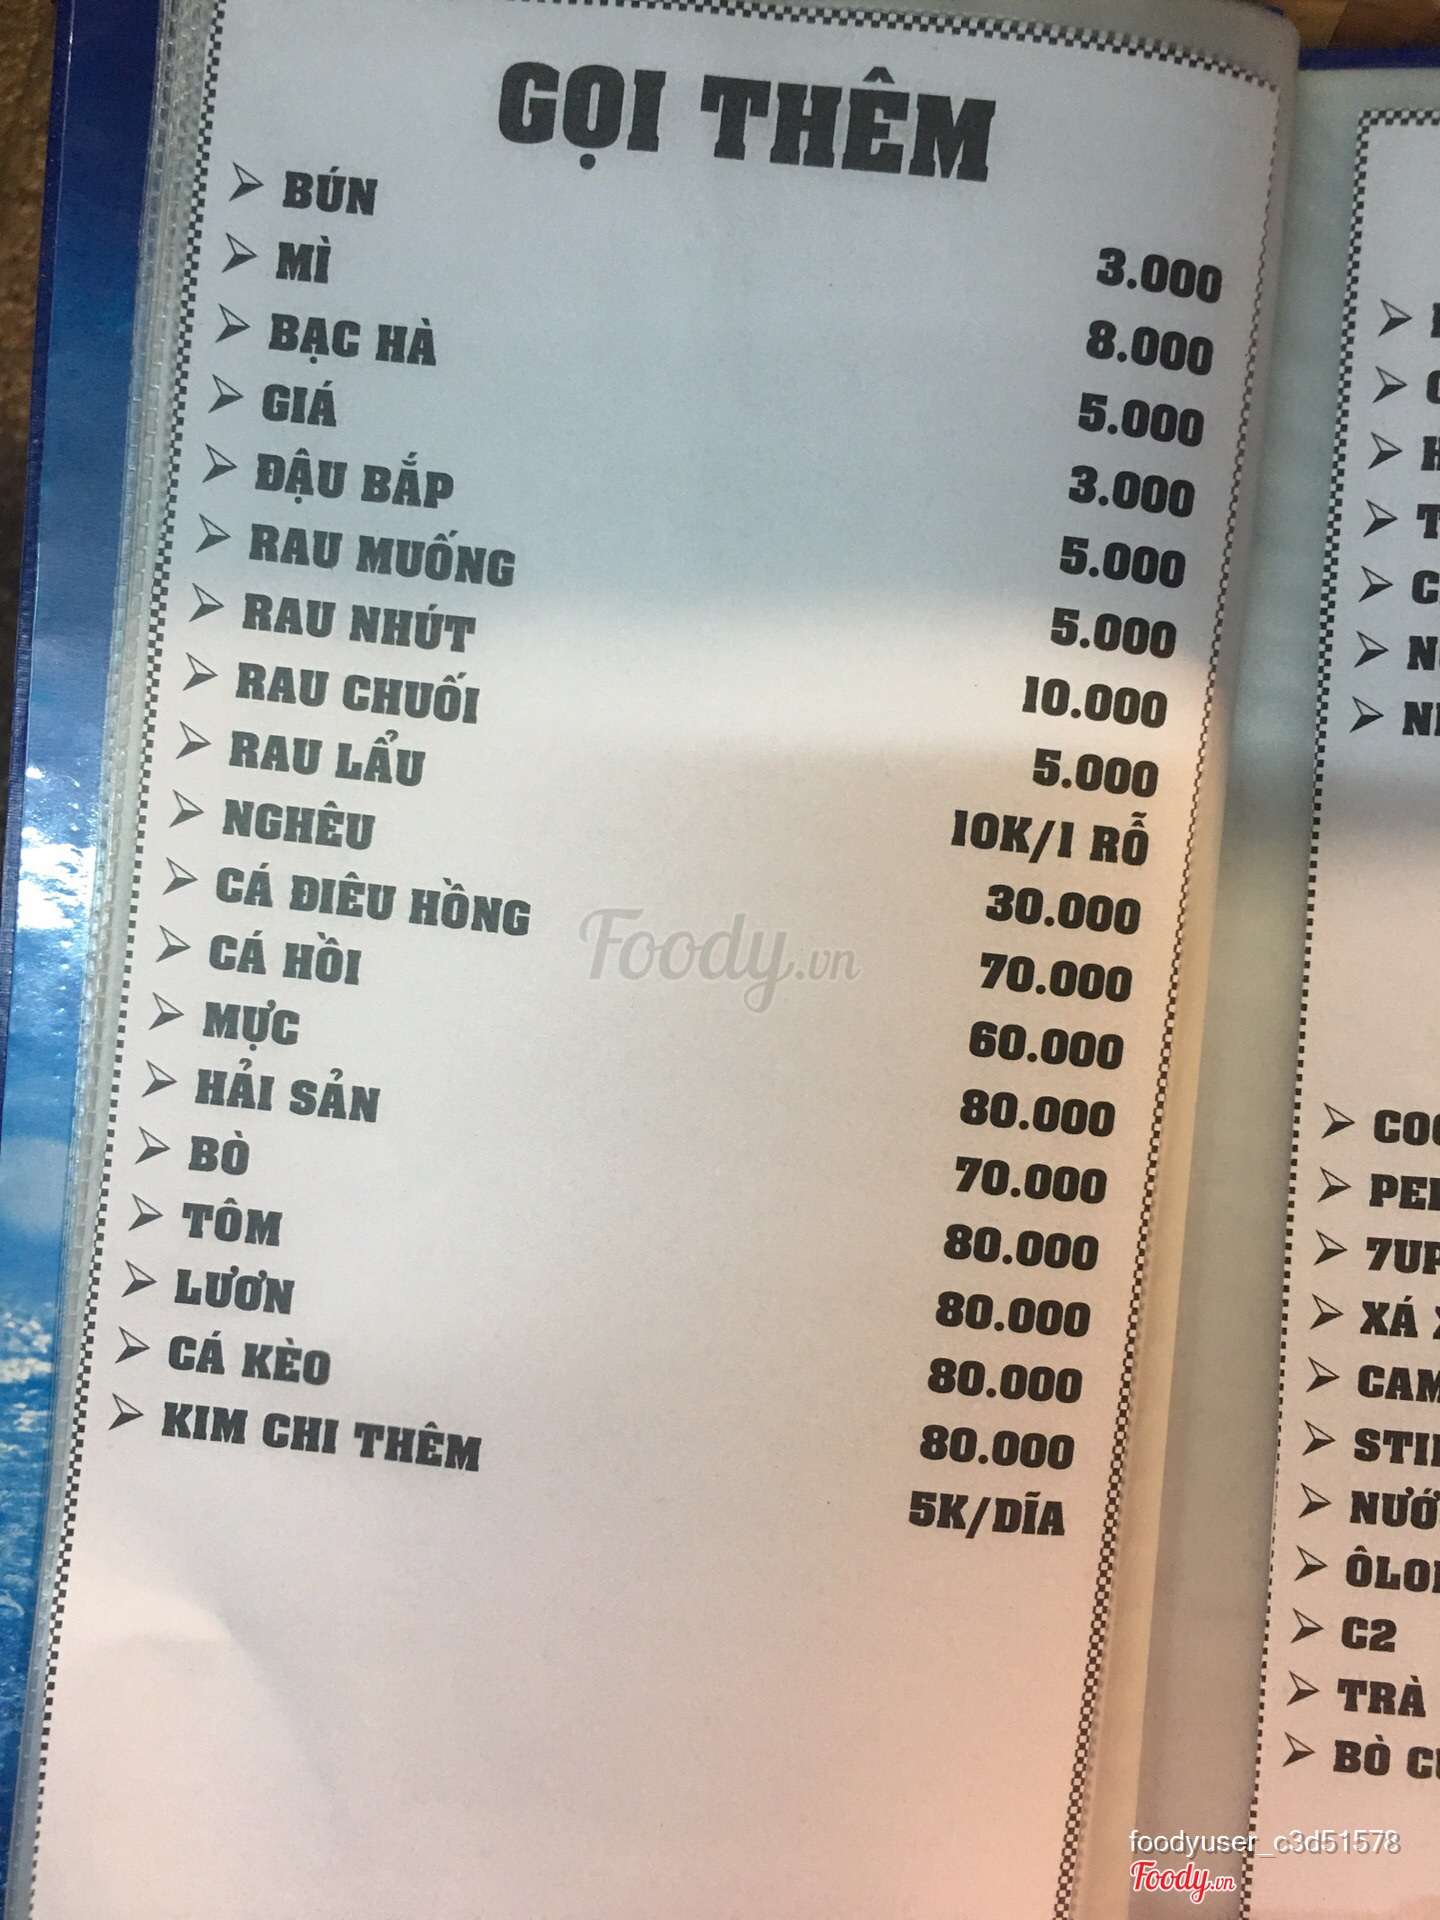 GỌI THÊM
BÚN 3.000
MÌ 8.000
BẠC HÀ 5.000
GIÁ 3.000
ĐẬU BẮP 5.000
RAU MUỐNG 5.000
RAU NHÚT 10.000
RAU CHUỐI 5.000
RAU LẨU 10K/1 RỖ
NGHÊU 30.000
CÁ ĐIÊU HỒNG 70.000
CÁ HỒI 60.000
MỰC 80.000
HẢI SẢN 70.000
BÒ 80.000
TÔM 80.000
LƯƠN 80.000
CÁ KÈO 80.000
KIM CHI THÊM 5K/DĨA
Foody.vn
7UP
XÁ
C2
TRÀ
BÒ
foodyuser_c3d51578
Foody.vn